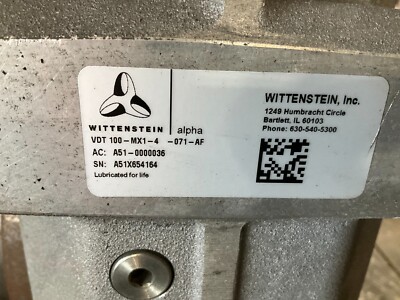 WITTENSTEIN alpha
VDT 100-MX1-4 -071-AF
AC: A51-0000036
SN: A51X654164
Lubricated for life
WITTENSTEIN, Inc.
1249 Humbracht Circle
Bartlett, IL 60103
Phone: 630-540-5300